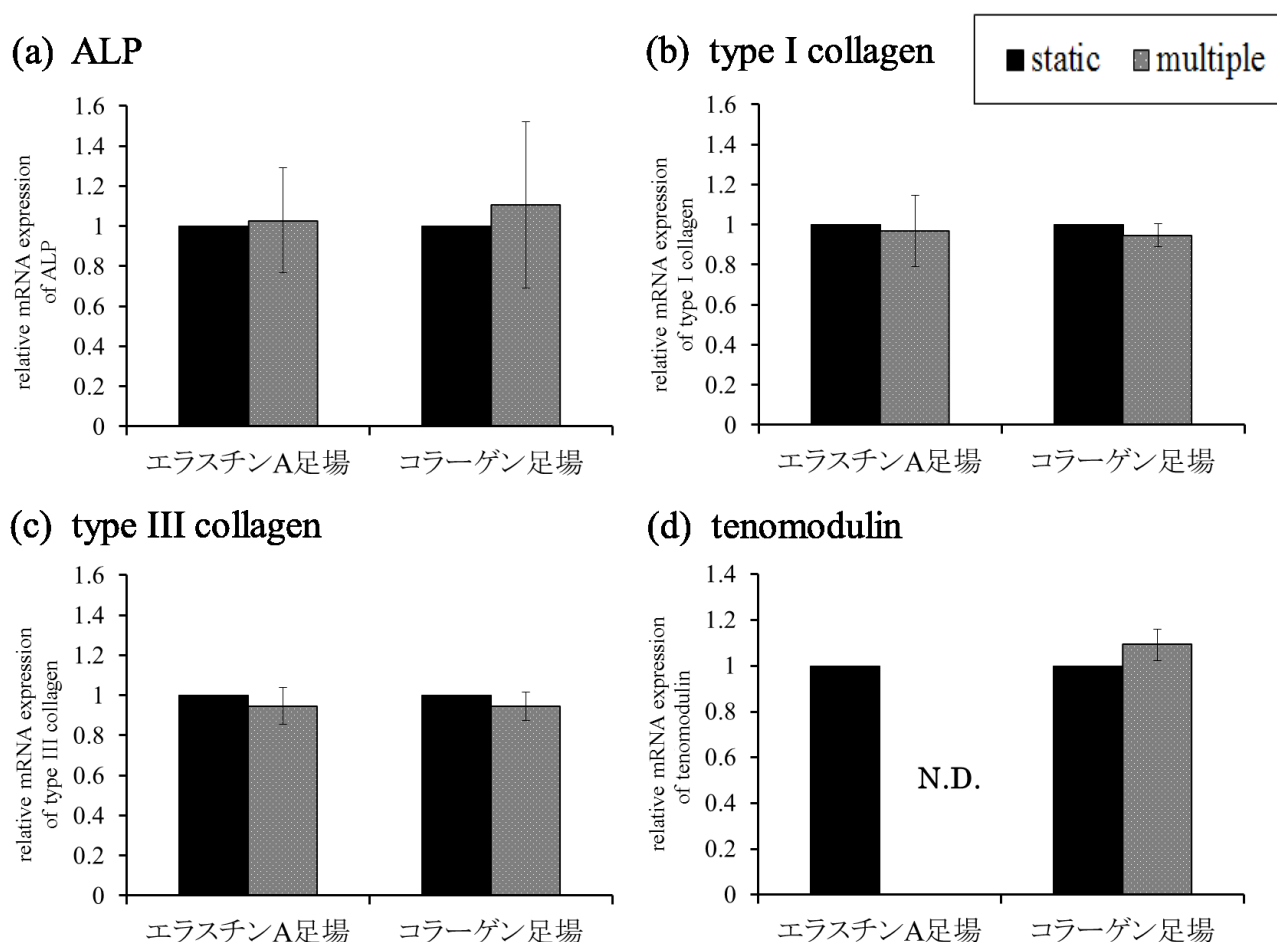 (a) ALP
(b) type I collagen
static multiple
relative mRNA expression
of ALP
1.6
1.4
1.2
1
0.8
0.6
0.4
0.2
0
エラスチンA足場 コラーゲン足場
relative mRNA expression
of type I collagen
1.6
1.4
1.2
1
0.8
0.6
0.4
0.2
0
エラスチンA足場 コラーゲン足場
(c) type III collagen
relative mRNA expression
of type III collagen
1.6
1.4
1.2
1
0.8
0.6
0.4
0.2
0
エラスチンA足場 コラーゲン足場
(d) tenomodulin
relative mRNA expression
of tenomodulin
1.4
1.2
1
0.8
0.6
0.4
0.2
0
N.D.
エラスチンA足場 コラーゲン足場